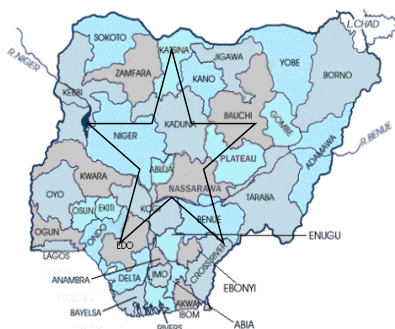 L.CHAD
SOKOTO
KATSINA
YOBE
JIGAWA
R.NIGER
ZAMFARA
KANO
BORNO
KEBBI
BAUCHI
GOMBE
KADUNA
NIGER
ADAMAWA
R.BENUE
PLATEAU
ABUJA
KWARA
NASSARAWA
OYO
TARABA
KOGI
OSUN
EKITI
BENUE
OGUN
ONDO
EDO
ENUGU
LAGOS
CROSSRIVER
ANAMBRA
DELTA
IMO
EBONYI
BAYELSA
AKWA
IBOM
RIVERS
ABIA